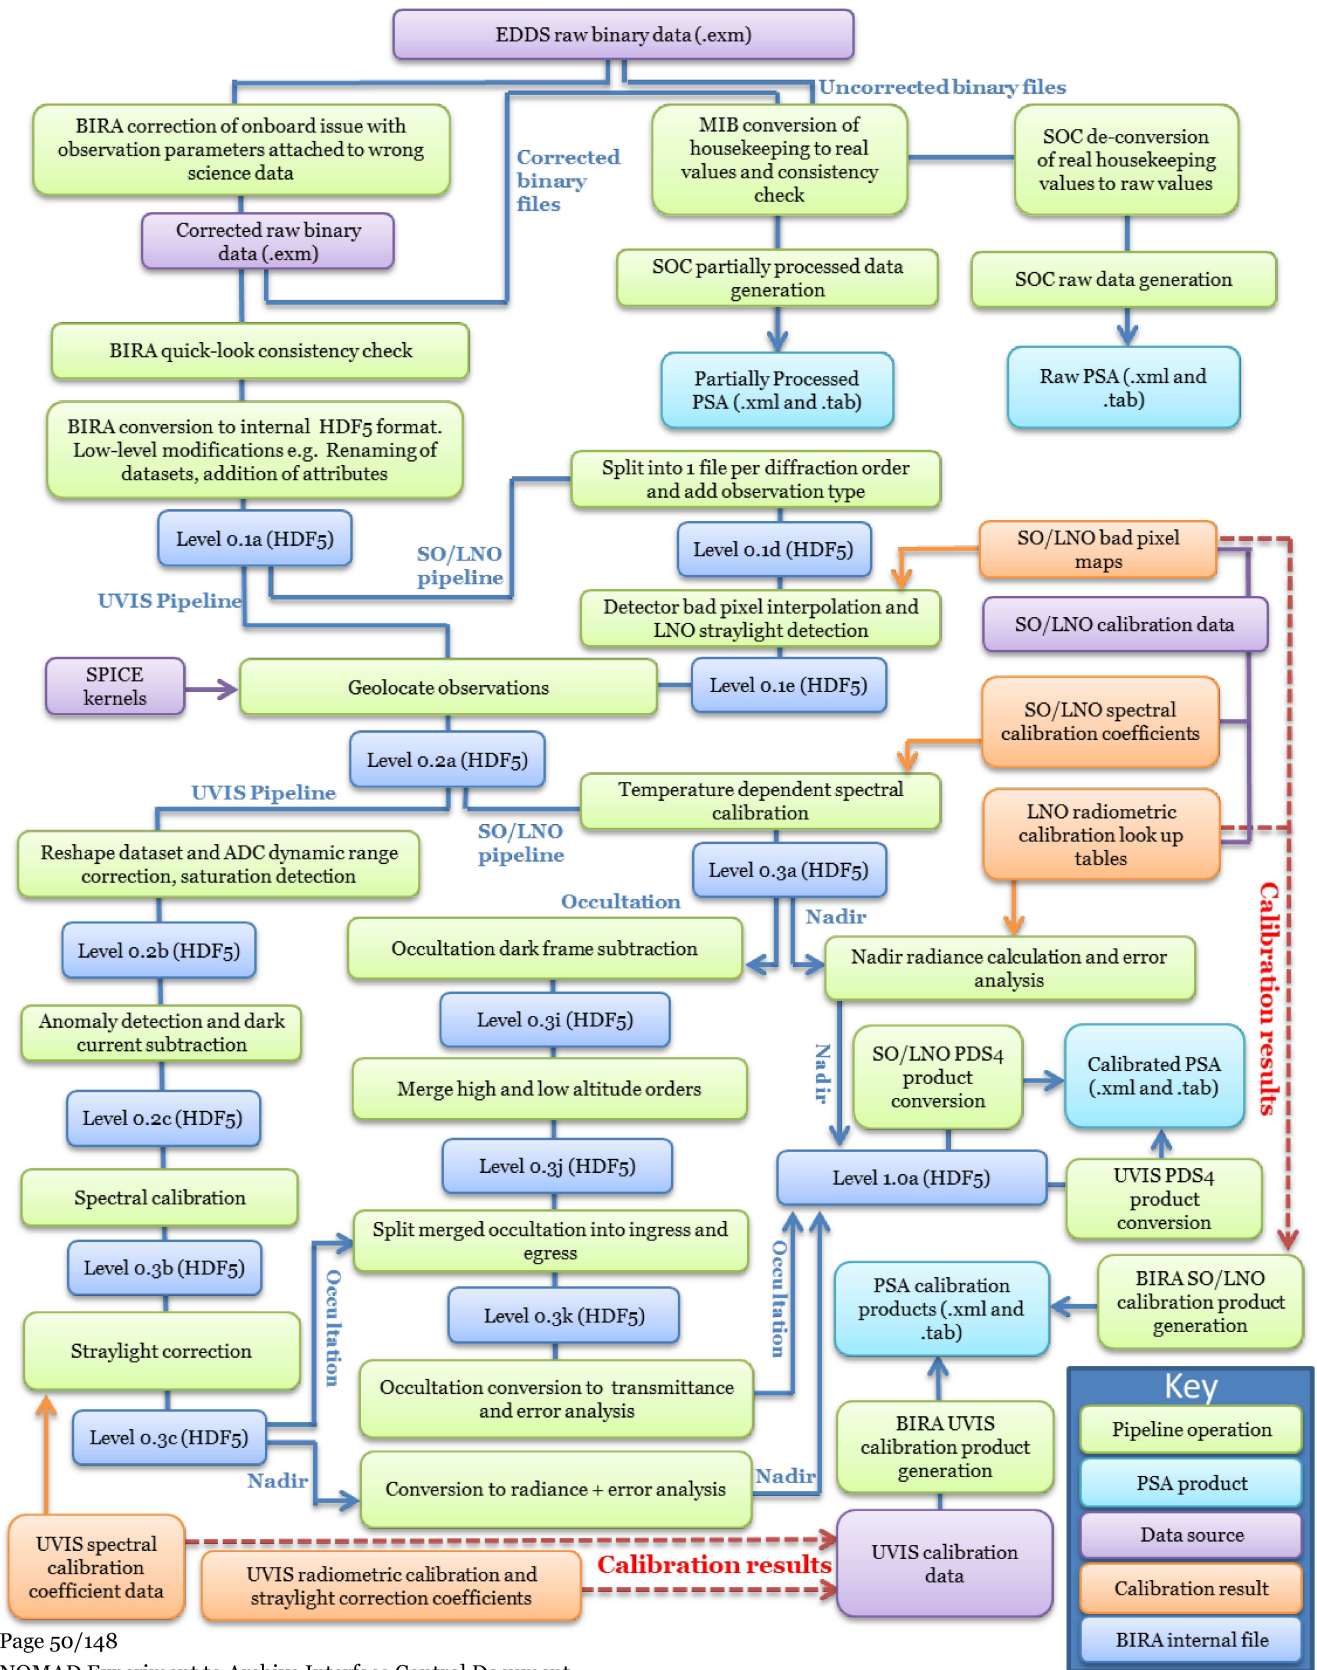 EDDS raw binary data (.exm)
Uncorrected binary files
BIRA correction of onboard issue with
observation parameters attached to wrong
science data
Corrected
binary
files
MIB conversion of
housekeeping to real
values and consistency
check
SOC de-conversion
of real housekeeping
values to raw values
Corrected raw binary
data (.exm)
SOC partially processed data
generation
SOC raw data generation
BIRA quick-look consistency check
Partially Processed
PSA (.xml and .tab)
Raw PSA (.xml and
.tab)
BIRA conversion to internal HDF5 format.
Low-level modifications e.g. Renaming of
datasets, addition of attributes
Split into 1 file per diffraction order
and add observation type
Level 0.1a (HDF5)
SO/LNO
pipeline
Level 0.1d (HDF5)
SO/LNO bad pixel
maps
UVIS Pipeline
Detector bad pixel interpolation and
LNO straylight detection
SO/LNO calibration data
SPICE
kernels
Geolocate observations
Level 0.1e (HDF5)
SO/LNO spectral
calibration coefficients
Level 0.2a (HDF5)
UVIS Pipeline
SO/LNO
pipeline
Temperature dependent spectral
calibration
LNO radiometric
calibration look up
tables
Reshape dataset and ADC dynamic range
correction, saturation detection
Level 0.3a (HDF5)
Occultation
Nadir
Calibration results
Level 0.2b (HDF5)
Occultation dark frame subtraction
Nadir radiance calculation and error
analysis
Anomaly detection and dark
current subtraction
Level 0.3i (HDF5)
Nadir
SO/LNO PDS4
product
conversion
Calibrated PSA
(.xml and .tab)
Level 0.2c (HDF5)
Merge high and low altitude orders
Level 0.3j (HDF5)
Level 1.0a (HDF5)
UVIS PDS4
product
conversion
Spectral calibration
Split merged occultation into ingress and
egress
Level 0.3b (HDF5)
Occultation
Occultation
Level 0.3k (HDF5)
PSA calibration
products (.xml and
.tab)
BIRA SO/LNO
calibration product
generation
Straylight correction
Occultation conversion to transmittance
and error analysis
Level 0.3c (HDF5)
Nadir
Conversion to radiance + error analysis
Nadir
BIRA UVIS
calibration product
generation
UVIS spectral
calibration
coefficient data
UVIS radiometric calibration and
straylight correction coefficients
Calibration results
UVIS calibration
data
Key
Pipeline operation
PSA product
Data source
Calibration result
BIRA internal file
Page 50/148
NOMAD Experiment to Archive Interface Control Document